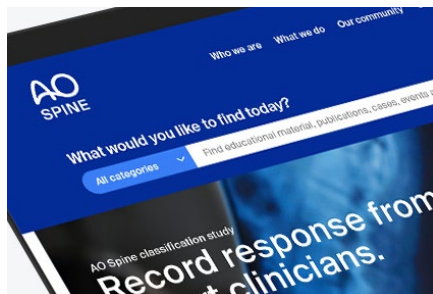 Who we are What we do Our community
AO
SPINE
What would you like to find today?
All categories Find educational material, publications, cases, events
AO Spine classification study
Record response from
clinicians.